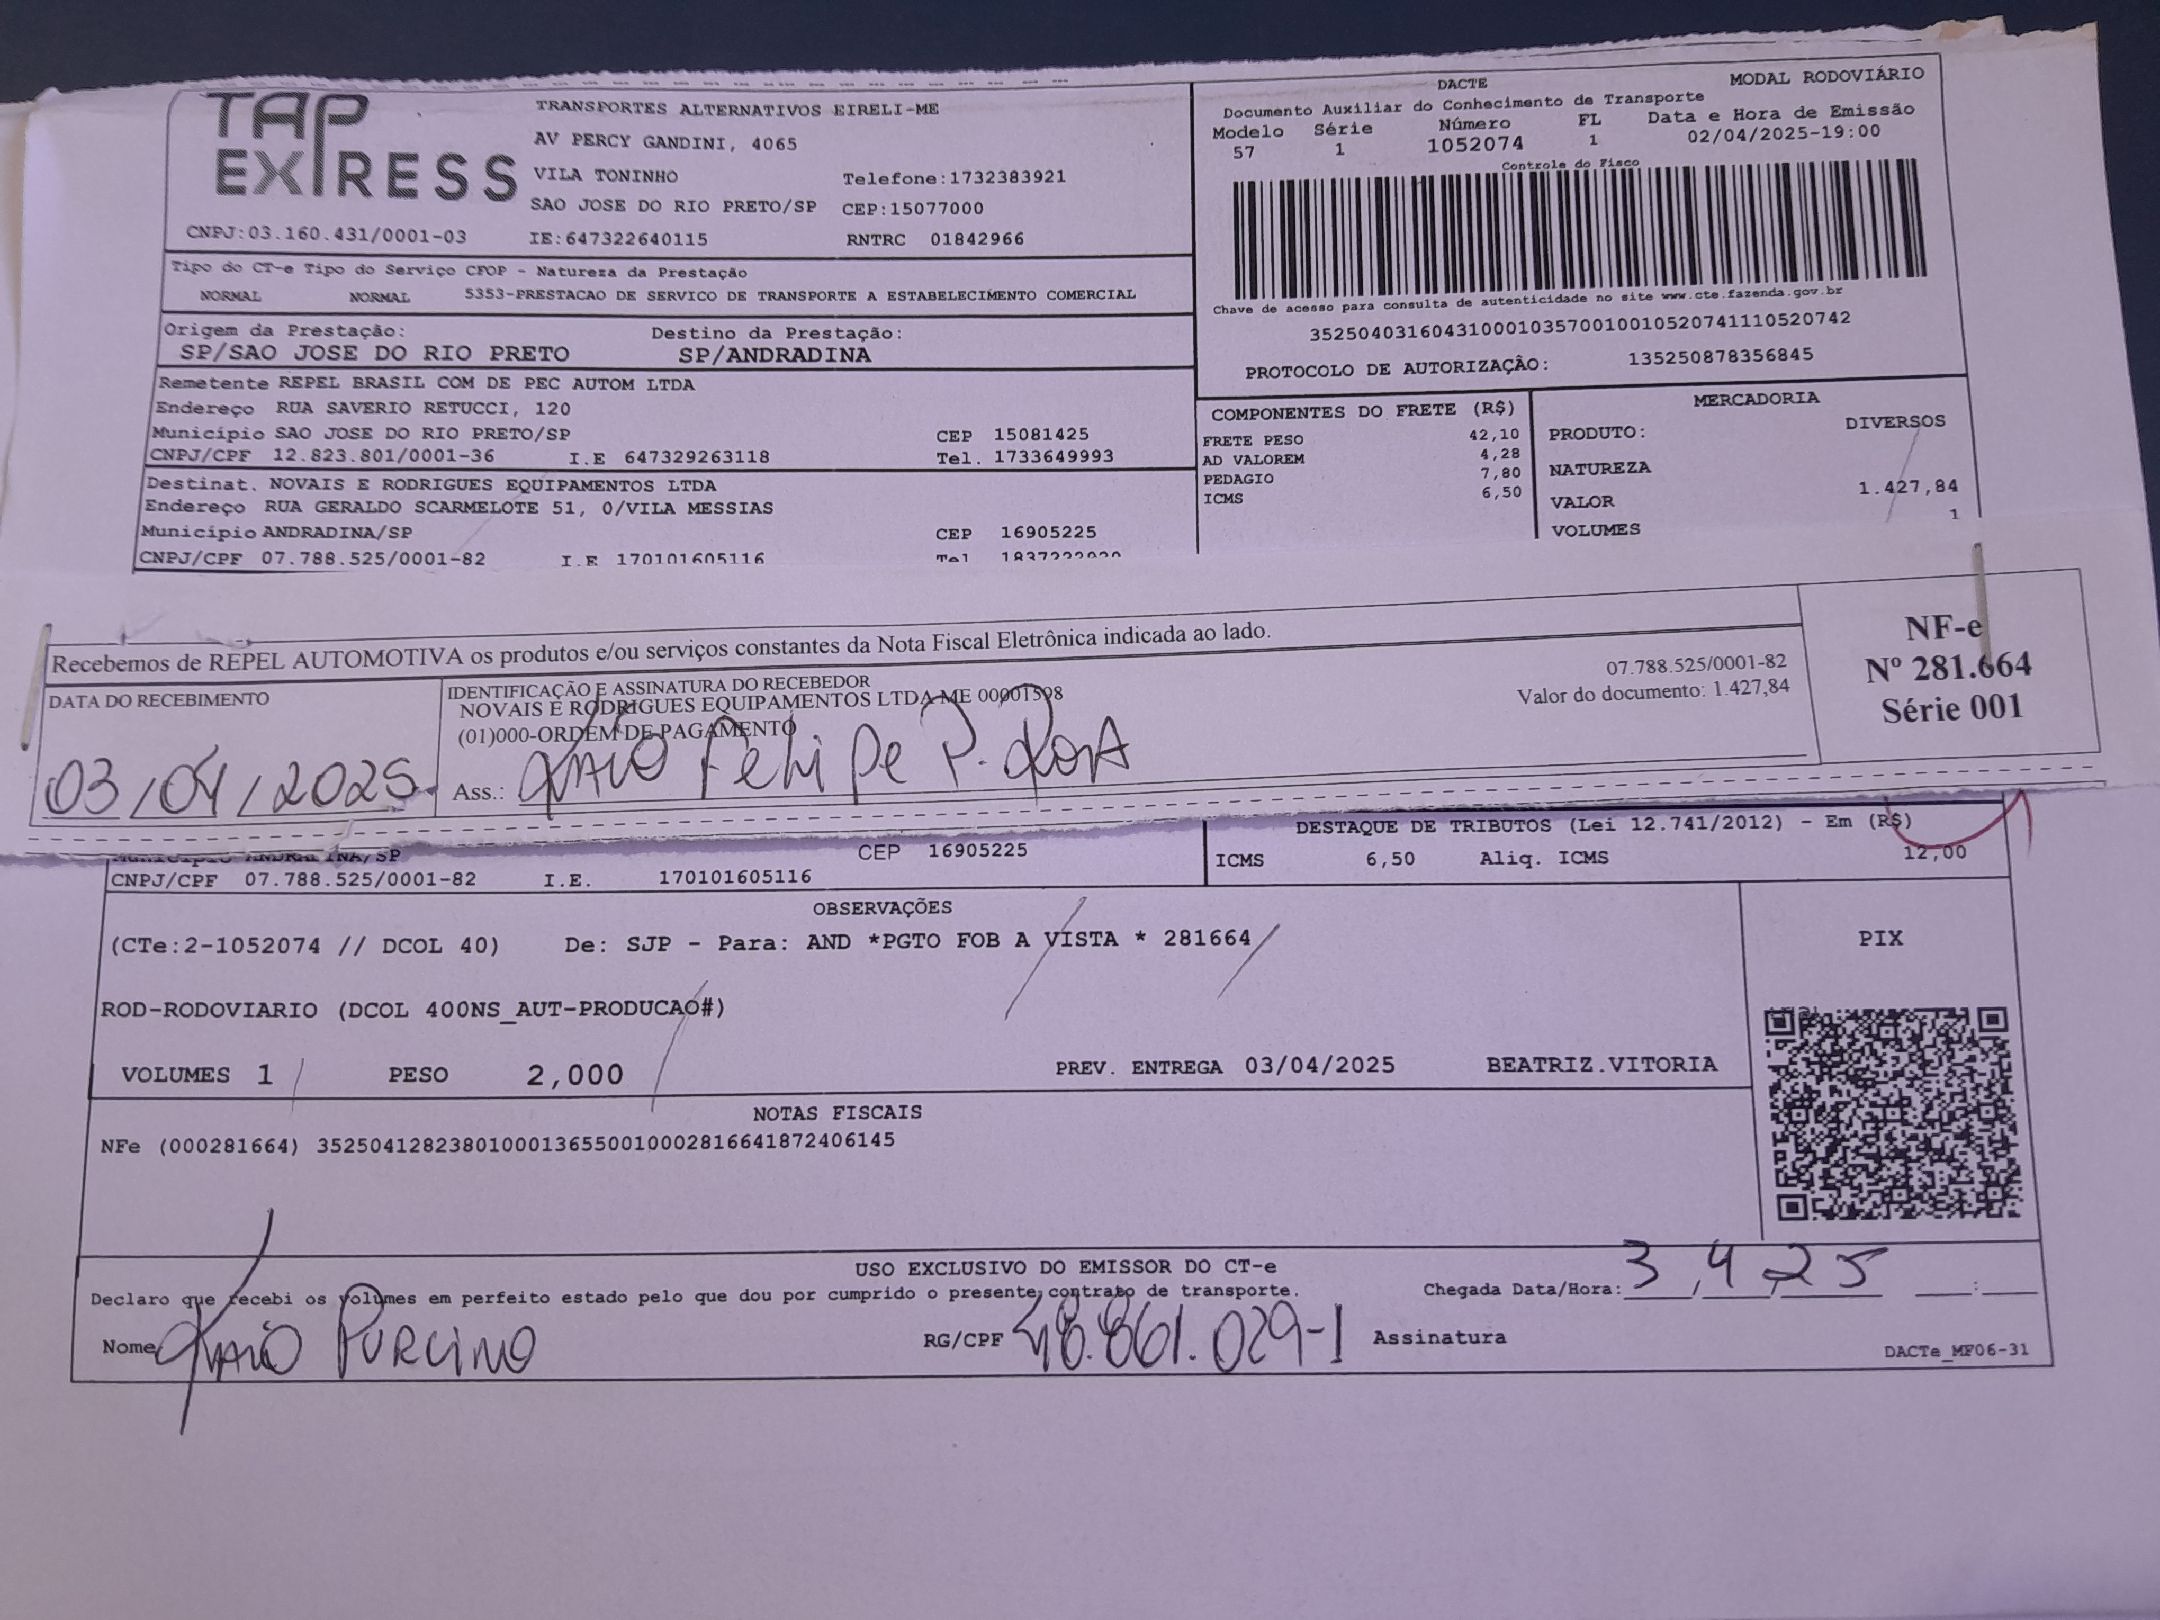 TAP EXPRESS
TRANSPORTES ALTERNATIVOS EIRELI-ME
AV PERCY GANDINI, 4065
VILA TONINHO Telefone:1732383921
SAO JOSE DO RIO PRETO/SP CEP:15077000
CNPJ:03.160.431/0001-03 IE:647322640115 RNTRC 01842966
Tipo do CT-e Tipo do Serviço CFOP - Natureza da Prestação
NORMAL NORMAL 5353-PRESTACAO DE SERVICO DE TRANSPORTE A ESTABELECIMENTO COMERCIAL
Origem da Prestação: Destino da Prestação:
SP/SAO JOSE DO RIO PRETO SP/ANDRADINA
Remetente REPEL BRASIL COM DE PEC AUTOM LTDA
Endereço RUA SAVERIO RETUCCI, 120
Município SAO JOSE DO RIO PRETO/SP CEP 15081425
CNPJ/CPF 12.823.801/0001-36 I.E 647329263118 Tel. 1733649993
Destinat. NOVAIS E RODRIGUES EQUIPAMENTOS LTDA
Endereço RUA GERALDO SCARMELOTE 51, 0/VILA MESSIAS
Município ANDRADINA/SP CEP 16905225
CNPJ/CPF 07.788.525/0001-82 I.E 170101605116 Tel
DACTE MODAL RODOVIÁRIO
Documento Auxiliar do Conhecimento de Transporte
Modelo Série Número FL Data e Hora de Emissão
57 1 1052074 1 02/04/2025-19:00
Controle do Fisco
Chave de acesso para consulta de autenticidade no site www.cte.fazenda.gov.br
35250403160431000103570010010520741110520742
PROTOCOLO DE AUTORIZAÇÃO: 135250878356845
COMPONENTES DO FRETE (R$)
FRETE PESO 42,10
AD VALOREM 4,28
PEDAGIO 7,80
ICMS 6,50
MERCADORIA
PRODUTO: DIVERSOS
NATUREZA
VALOR 1.427,84
VOLUMES 1
Recebemos de REPEL AUTOMOTIVA os produtos e/ou serviços constantes da Nota Fiscal Eletrônica indicada ao lado.
DATA DO RECEBIMENTO
03/04/2025
IDENTIFICAÇÃO E ASSINATURA DO RECEBEDOR
NOVAIS E RODRIGUES EQUIPAMENTOS LTDA ME 00001598
(01)000-ORDEM DE PAGAMENTO
07.788.525/0001-82
Valor do documento: 1.427,84
Ass.: Kaio Felipe P. Rosa
NF-e
Nº 281.664
Série 001
Município ANDRADINA/SP CEP 16905225
CNPJ/CPF 07.788.525/0001-82 I.E. 170101605116
DESTAQUE DE TRIBUTOS (Lei 12.741/2012) - Em (R$)
ICMS 6,50 Aliq. ICMS 12,00
OBSERVAÇÕES
(CTe:2-1052074 // DCOL 40) De: SJP - Para: AND *PGTO FOB A VISTA * 281664
ROD-RODOVIARIO (DCOL 400NS_AUT-PRODUCAO#)
VOLUMES 1 PESO 2,000 PREV. ENTREGA 03/04/2025 BEATRIZ.VITORIA
PIX
NOTAS FISCAIS
NFe (000281664) 35250412823801000136550010002816641872406145
USO EXCLUSIVO DO EMISSOR DO CT-e
Declaro que recebi os volumes em perfeito estado pelo que dou por cumprido o presente contrato de transporte.
Chegada Data/Hora: 3 4 25
Nome Kaio Purcino RG/CPF 48.861.029-1 Assinatura
DACTe_MF06-31